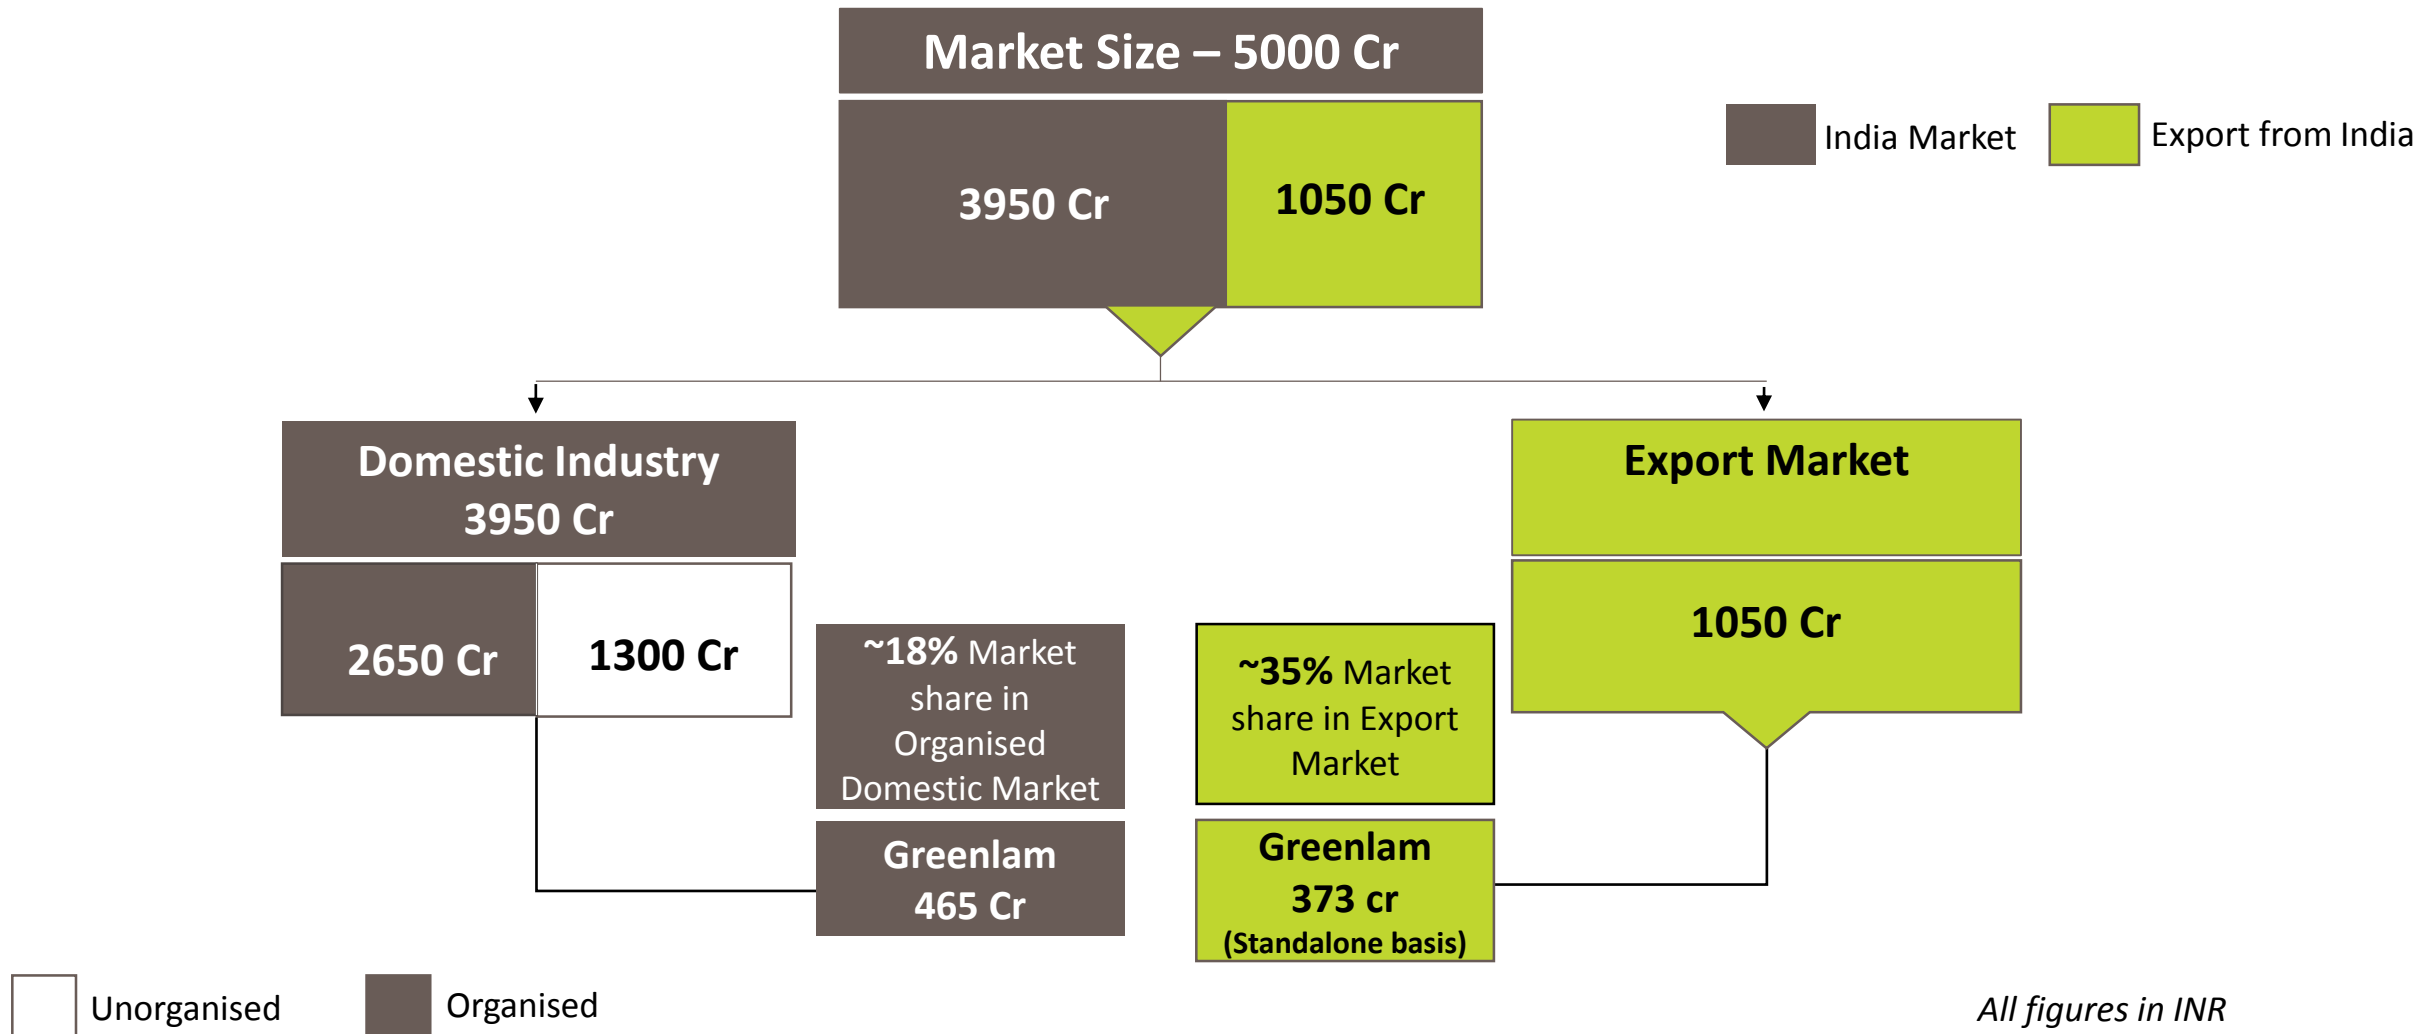 Market Size – 5000 Cr
3950 Cr
1050 Cr
India Market
Export from India
Domestic Industry
3950 Cr
Export Market
2650 Cr
1300 Cr
1050 Cr
~18% Market
share in
Organised
Domestic Market
~35% Market
share in Export
Market
Greenlam
465 Cr
Greenlam
373 cr
(Standalone basis)
Unorganised
Organised
All figures in INR